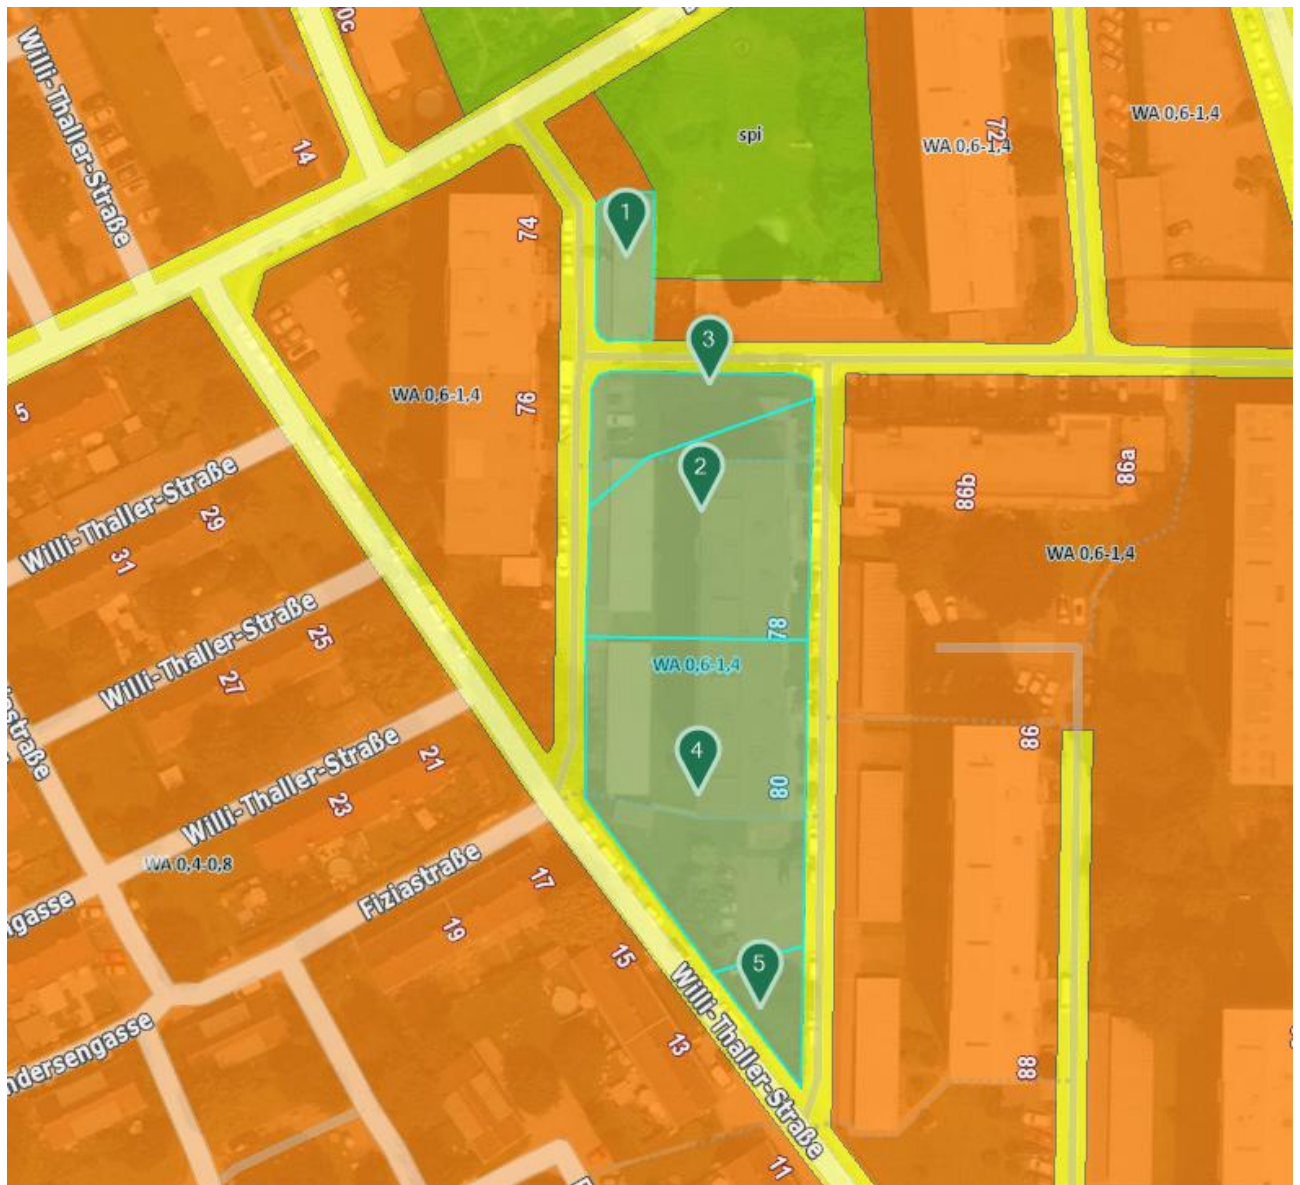 Willi-Thaller-Straße
14
spi
72
WA 0,6-1,4
WA 0,6-1,4
1
74
3
5
WA 0,6-1,4
76
2
86a
86b
Willi-Thaller-Straße
29
31
WA 0,6-1,4
Willi-Thaller-Straße
25
27
78
WA 0,6-1,4
4
80
86
Willi-Thaller-Straße
21
23
WA 0,4-0,8
Fiziastraße
17
19
15
5
Willi-Thaller-Straße
13
ndersengasse
88
11